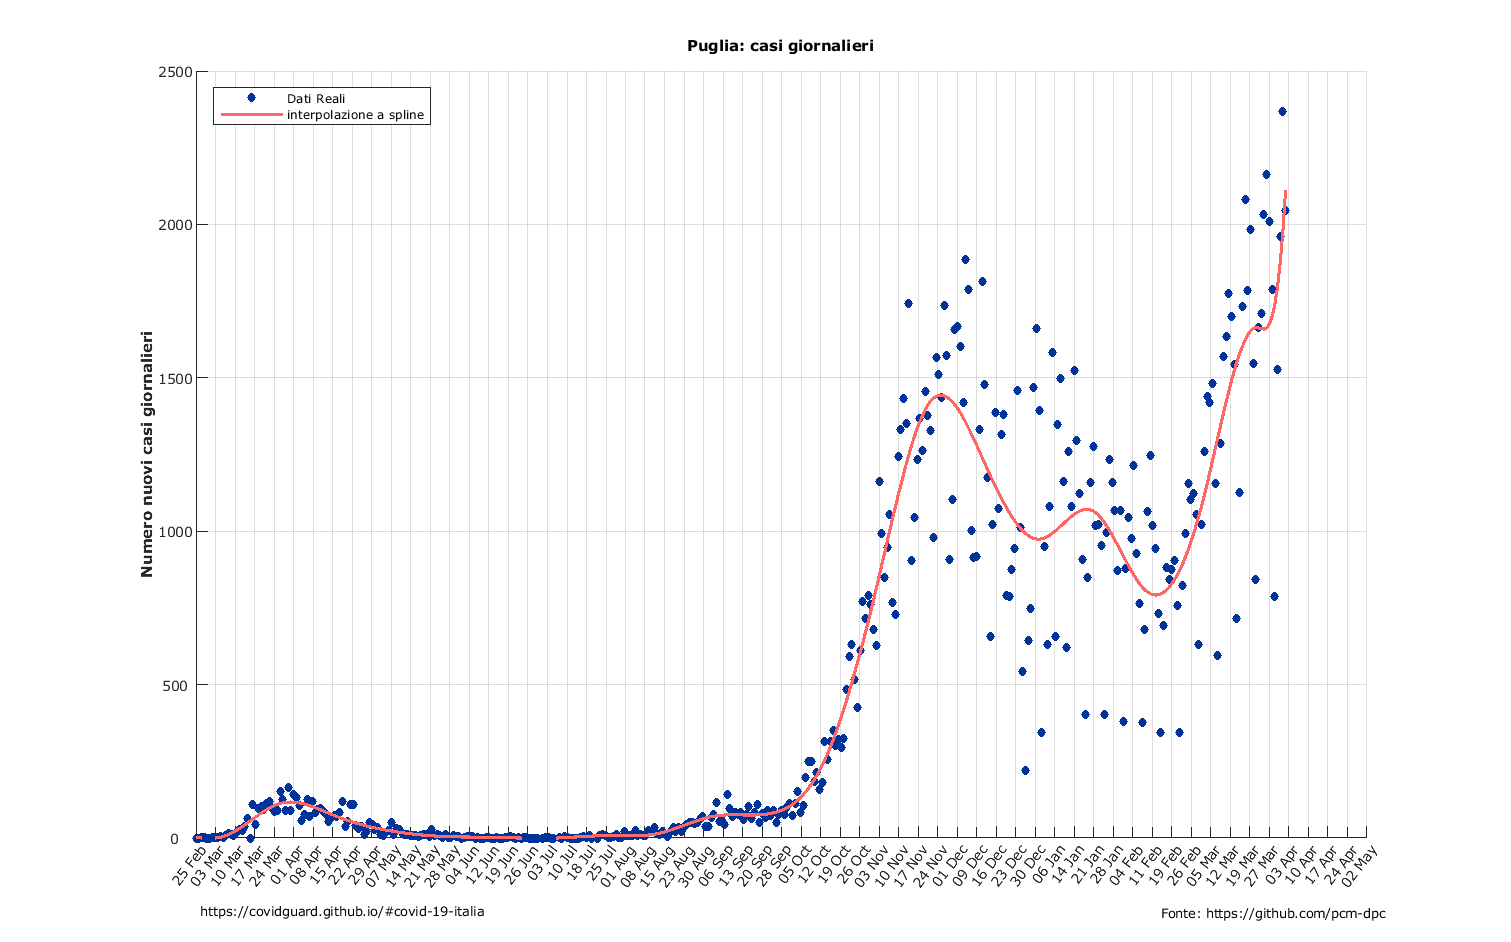 Puglia: casi giornalieri
Dati Reali
interpolazione a spline
Numero nuovi casi giornalieri
2500
2000
1500
1000
500
0
25 Feb
03 Mar
10 Mar
17 Mar
24 Mar
01 Apr
08 Apr
15 Apr
22 Apr
29 Apr
07 May
14 May
21 May
28 May
04 Jun
12 Jun
19 Jun
26 Jun
03 Jul
10 Jul
18 Jul
25 Jul
01 Aug
08 Aug
15 Aug
23 Aug
30 Aug
06 Sep
13 Sep
20 Sep
28 Sep
05 Oct
12 Oct
19 Oct
26 Oct
03 Nov
10 Nov
17 Nov
24 Nov
01 Dec
09 Dec
16 Dec
23 Dec
30 Dec
06 Jan
14 Jan
21 Jan
28 Jan
04 Feb
11 Feb
19 Feb
26 Feb
05 Mar
12 Mar
19 Mar
27 Mar
03 Apr
10 Apr
17 Apr
24 Apr
02 May
https://covidguard.github.io/#covid-19-italia
Fonte: https://github.com/pcm-dpc